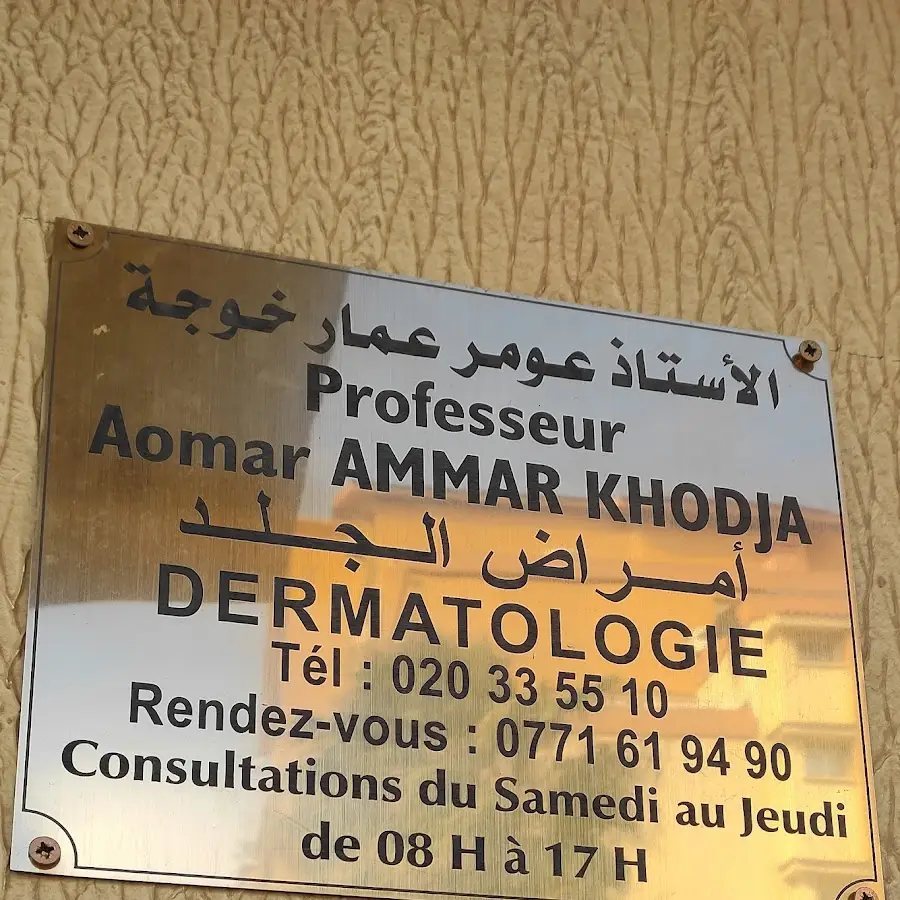 الأستاذ عومر عمار خوجة
Professeur
Aomar AMMAR KHODJA
أمراض الجلد
DERMATOLOGIE
Tél : 020 33 55 10
Rendez-vous : 0771 61 94 90
Consultations du Samedi au Jeudi
de 08 H à 17 H